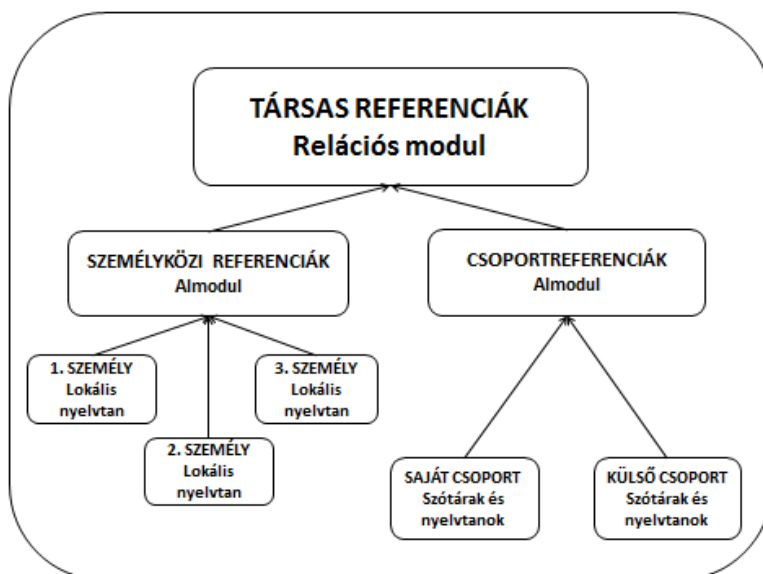 TÁRSAS REFERENCIÁK
Relációs modul
SZEMÉLYKÖZI REFERENCIÁK
Almodul
CSOPORTREFERENCIÁK
Almodul
1. SZEMÉLY
Lokális
nyelvtan
3. SZEMÉLY
Lokális
nyelvtan
2. SZEMÉLY
Lokális
nyelvtan
SAJÁT CSOPORT
Szótárak és
nyelvtanok
KÜLSŐ CSOPORT
Szótárak és
nyelvtanok